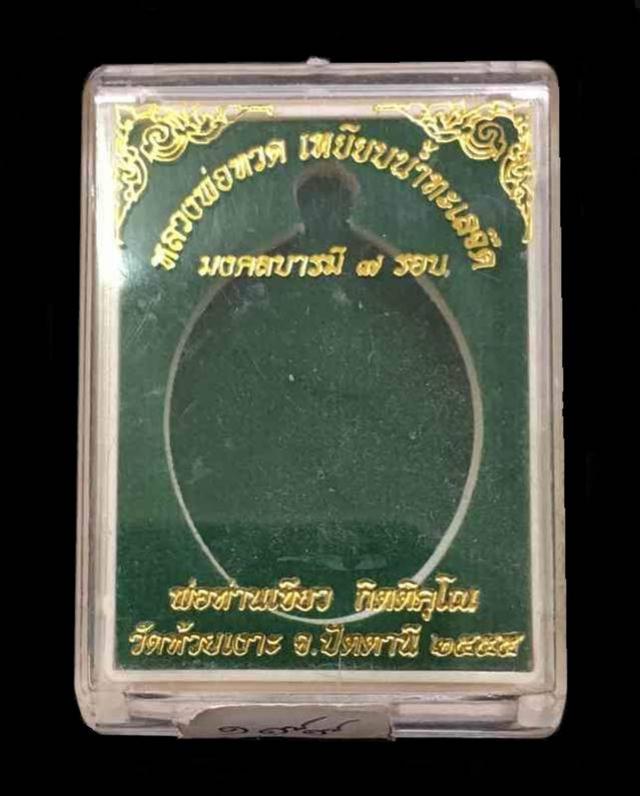 หลวงพ่อทวด เหยียบน้ำทะเลจืด
มงคลบารมี ๗ รอบ
พ่อท่านเขียว กิตติคุโณ
วัดห้วยเงาะ จ.ปัตตานี ๒๕๕๕
๑๙๙